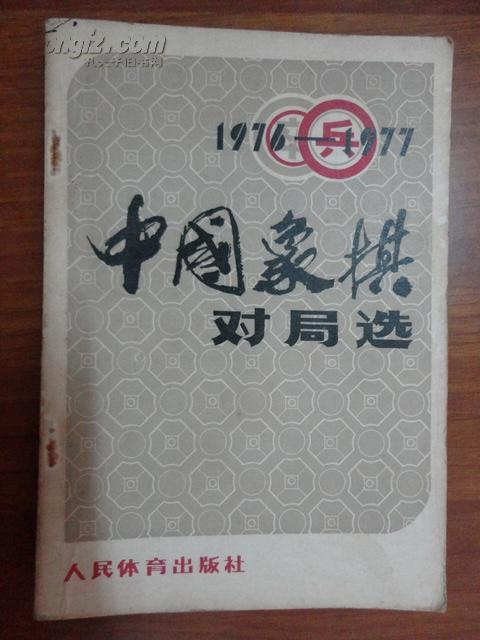 kongfz.com
孔夫子旧书网
1976—1977
兵
中國象棋
对局选
人民体育出版社